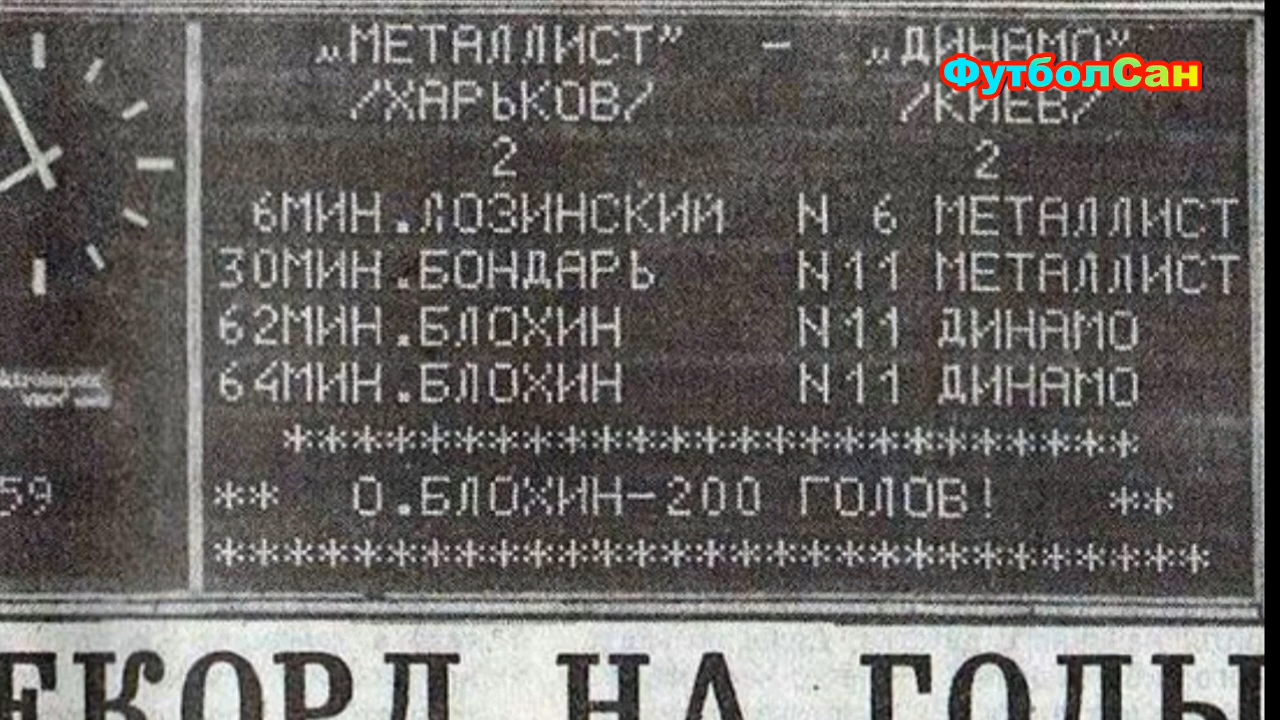 „МЕТАЛЛИСТ" - „ДИНАМО"
ФутболСан
/ХАРЬКОВ/ /КИЕВ/
2 2
6МИН.ЛОЗИНСКИЙ N 6 МЕТАЛЛИСТ
30МИН.БОНДАРЬ N11 МЕТАЛЛИСТ
62МИН.БЛОХИН N11 ДИНАМО
64МИН.БЛОХИН N11 ДИНАМО
*********************
59
** О.БЛОХИН-200 ГОЛОВ! **
************************
ЕКОРД НА ГОДЫ